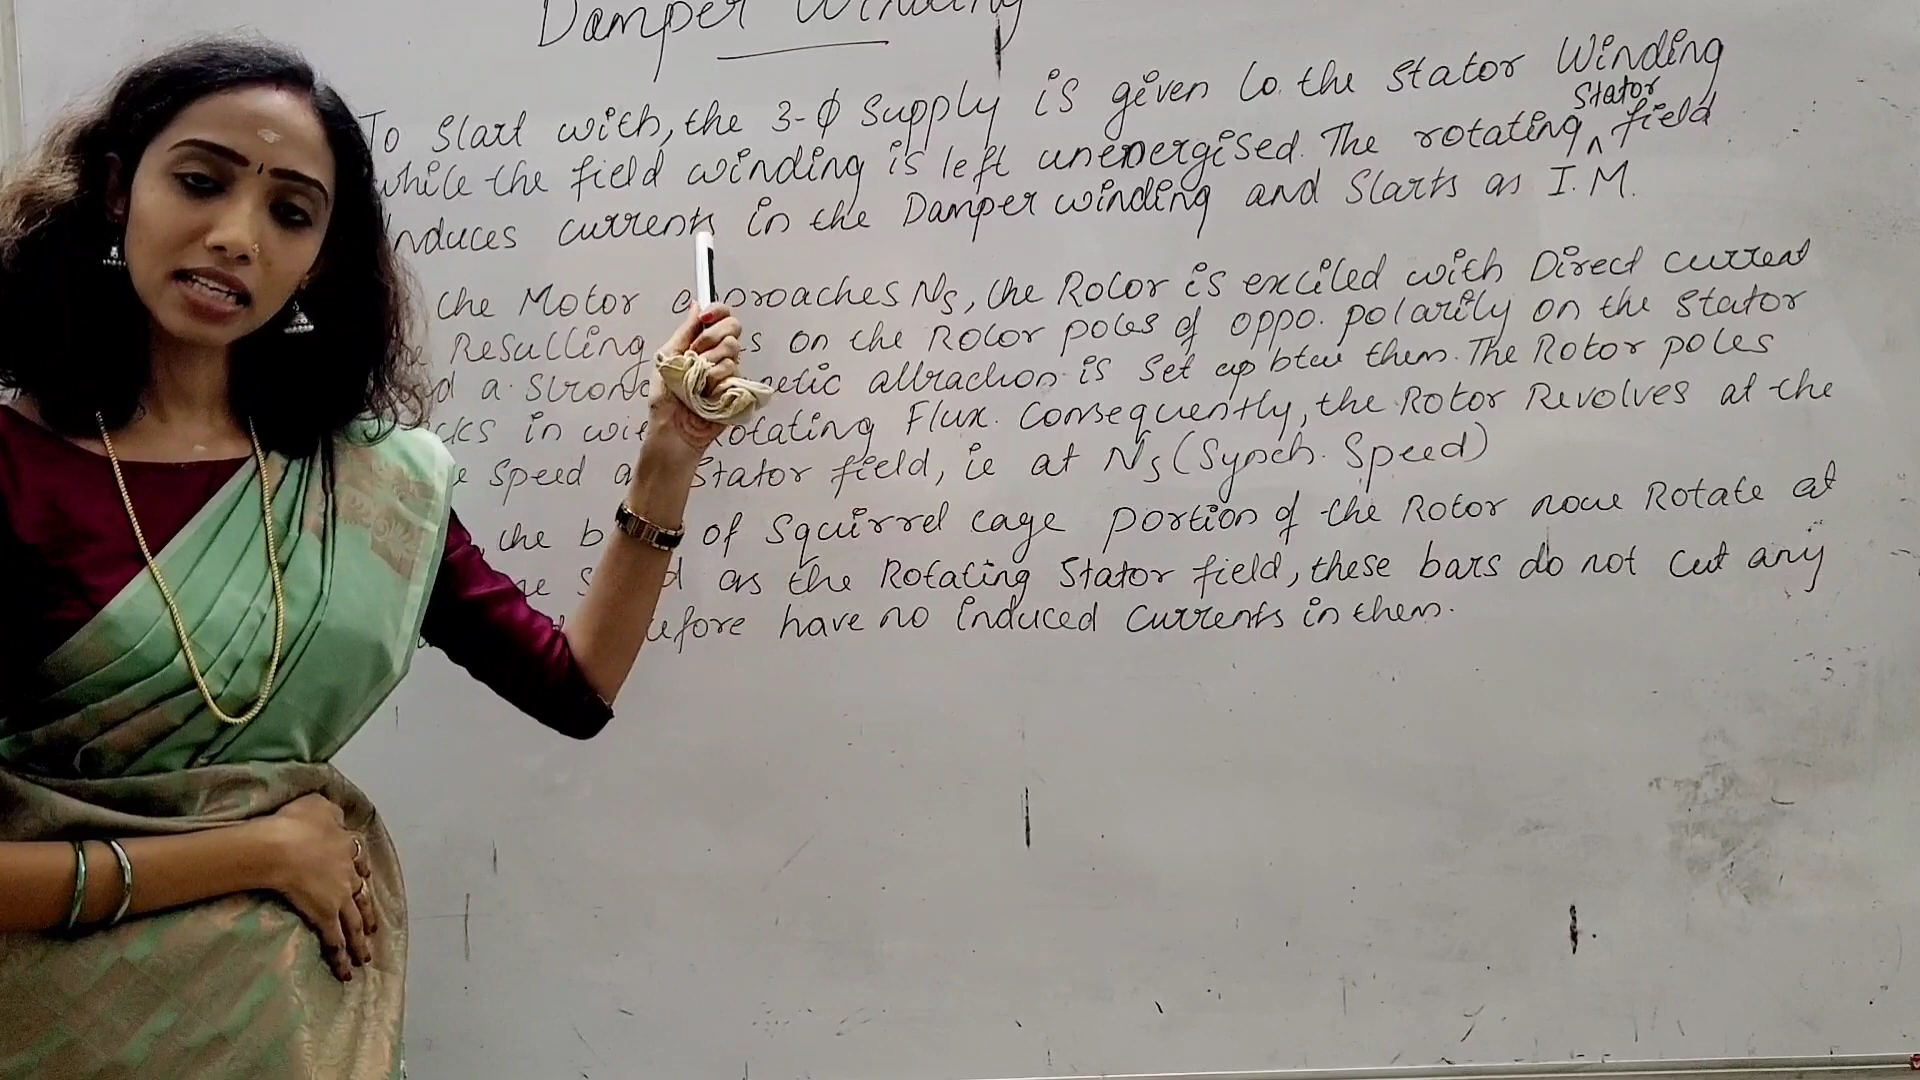 Damper Winding
To Start with, the 3-ϕ Supply is given to the Stator Winding
while the field winding is left unenergised. The rotating Stator field
Induces currents in the Damper winding and Starts as I.M.
the Motor approaches Ns, the Rotor is excited with Direct current
Resulting on the Rotor poles of oppo. polarity on the Stator
a Strong attraction is Set up btw them. The Rotor poles
in Rotating Flux. Consequently, the Rotor Revolves at the
Speed Stator field, ie at Ns (Synch. Speed)
the of Squirrel cage portion of the Rotor now Rotate at
as the Rotating Stator field, these bars do not cut any
have no induced currents in them.